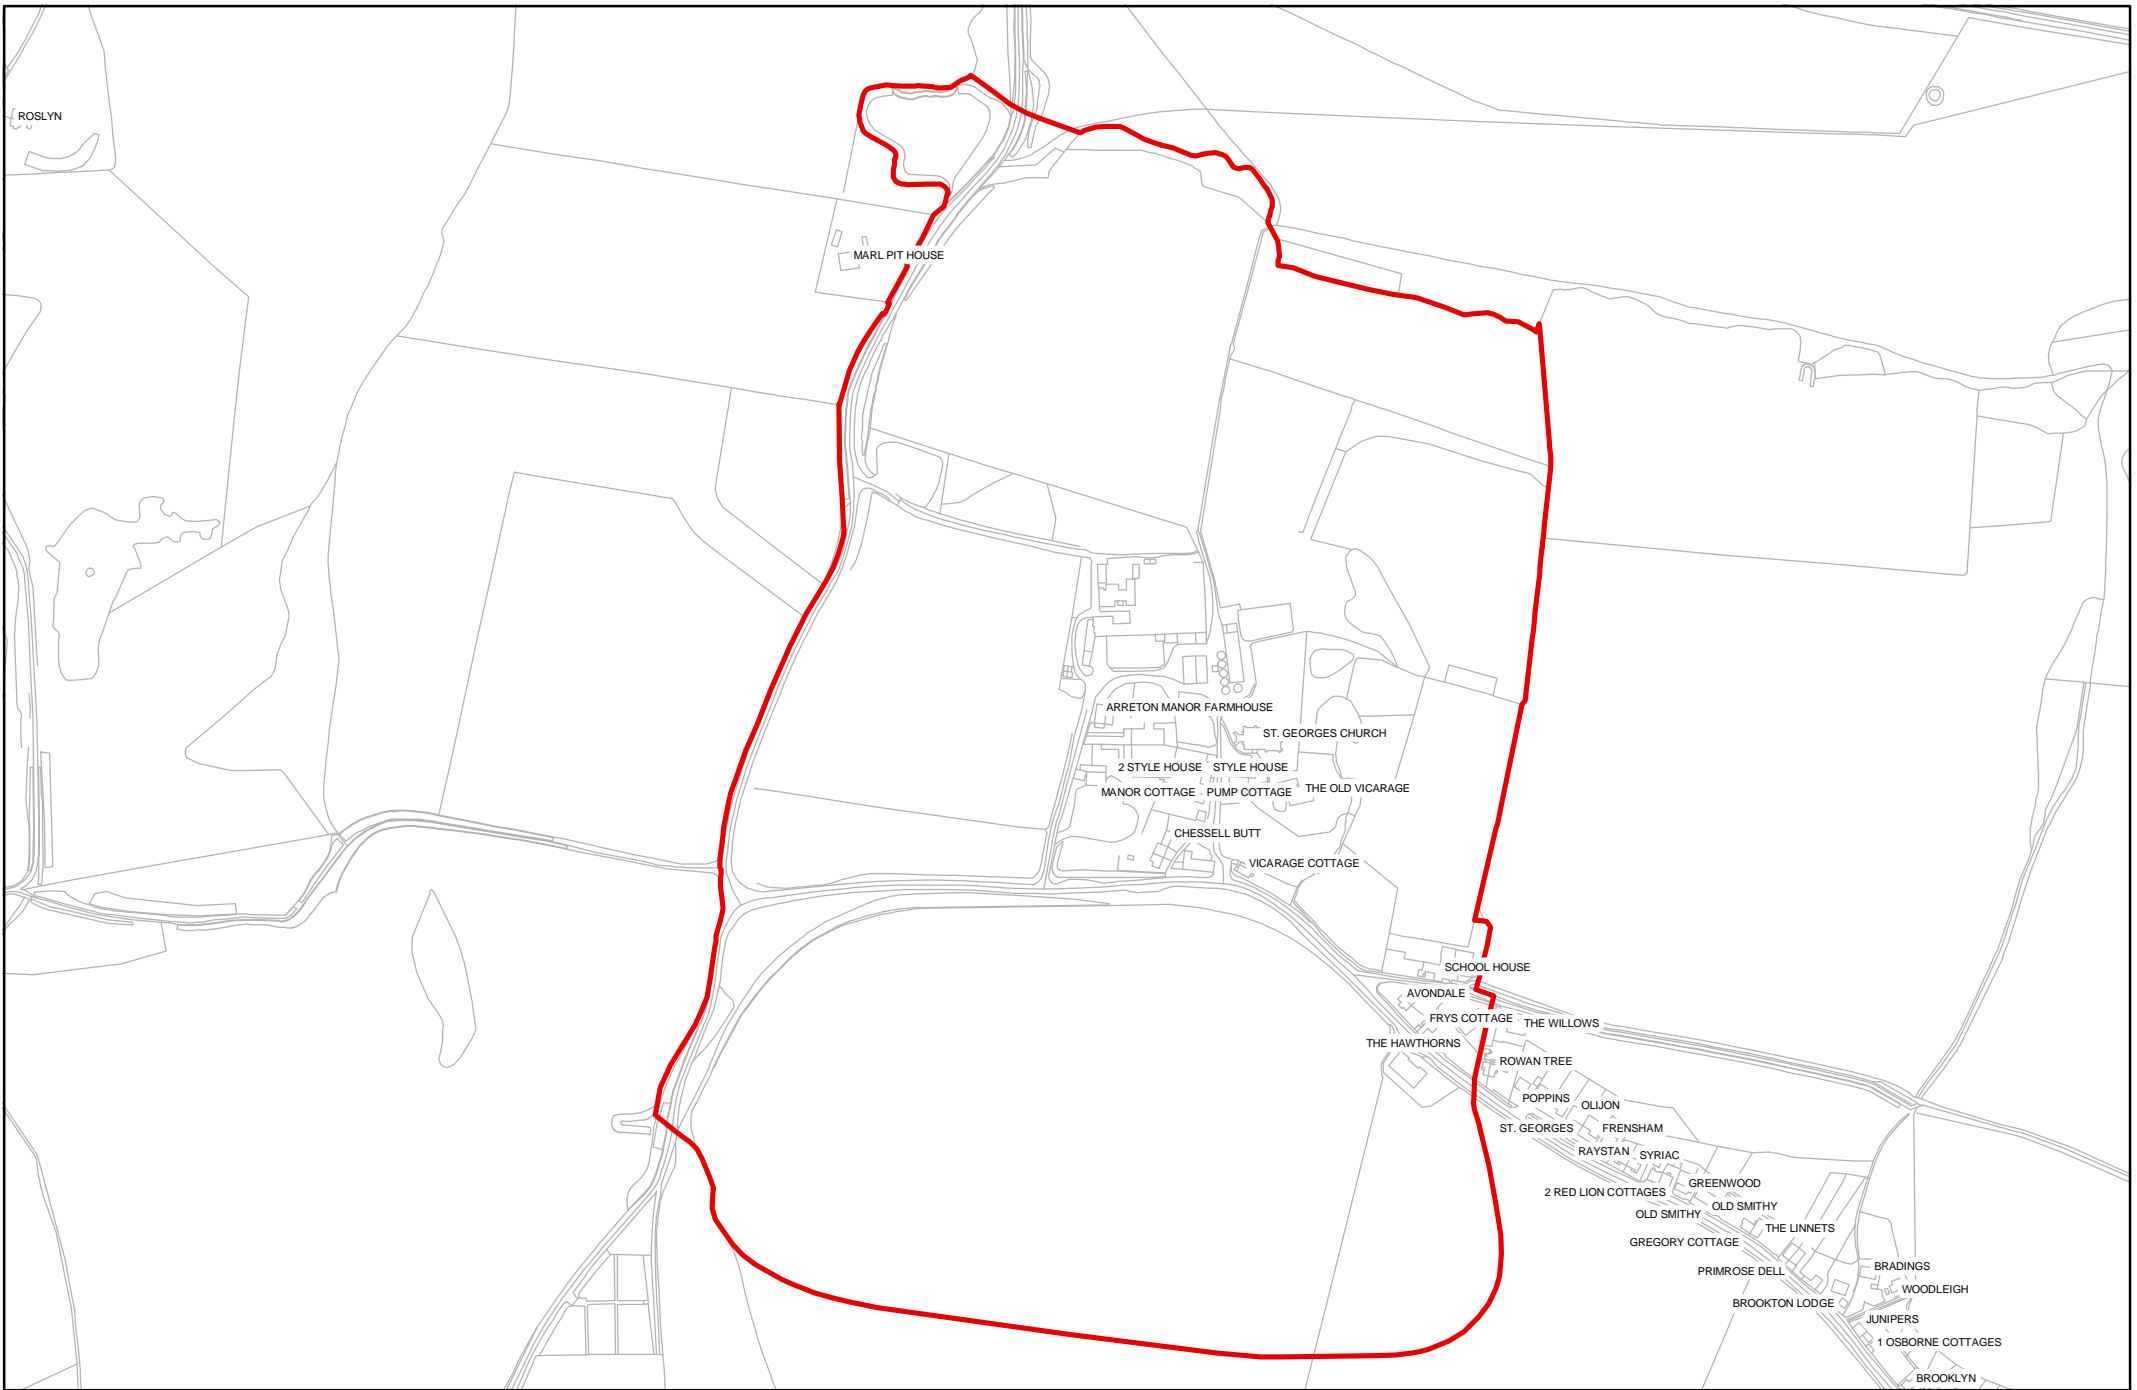 ROSLYN
MARL PIT HOUSE
ARRETON MANOR FARMHOUSE
ST. GEORGES CHURCH
2 STYLE HOUSE
STYLE HOUSE
MANOR COTTAGE
PUMP COTTAGE
THE OLD VICARAGE
CHESSELL BUTT
VICARAGE COTTAGE
SCHOOL HOUSE
AVONDALE
FRYS COTTAGE
THE WILLOWS
THE HAWTHORNS
ROWAN TREE
POPPINS
OLIJON
ST. GEORGES
FRENSHAM
RAYSTAN
SYRIAC
GREENWOOD
2 RED LION COTTAGES
OLD SMITHY
OLD SMITHY
THE LINNETS
GREGORY COTTAGE
PRIMROSE DELL
BRADINGS
WOODLEIGH
BROOKTON LODGE
JUNIPERS
1 OSBORNE COTTAGES
BROOKLYN